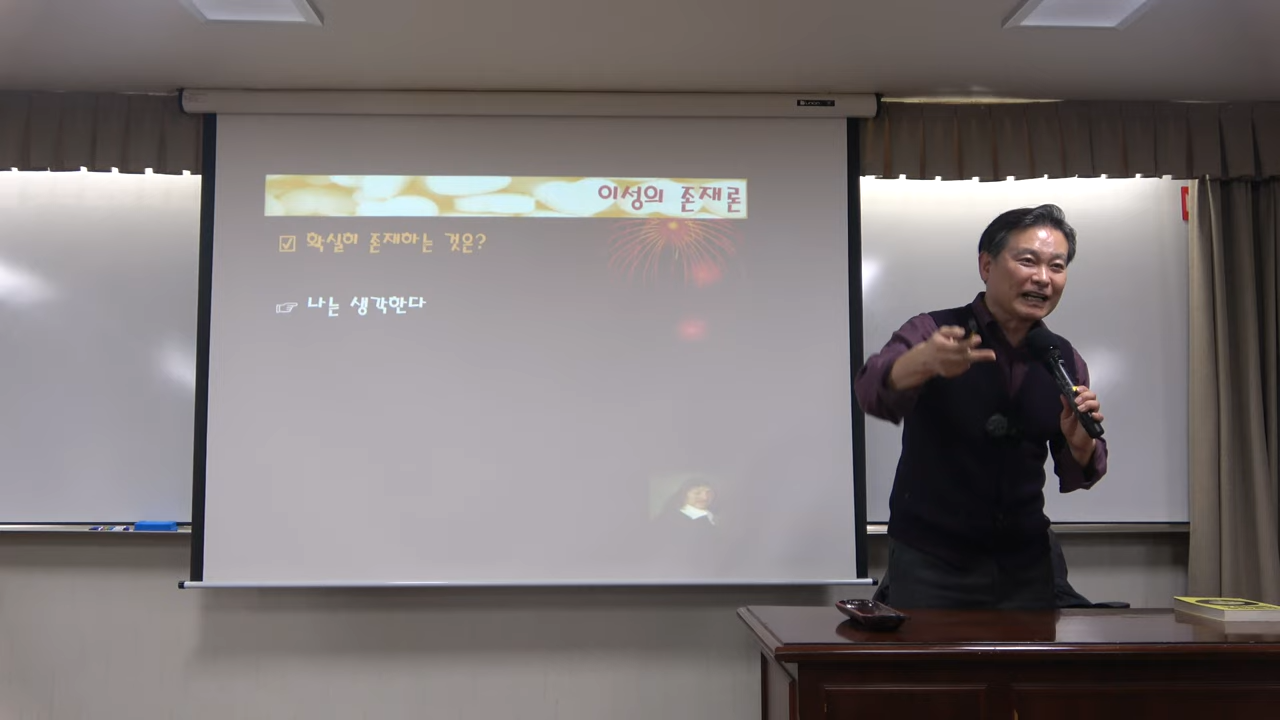 이성의 존재론
확실히 존재하는 것은?
나는 생각한다